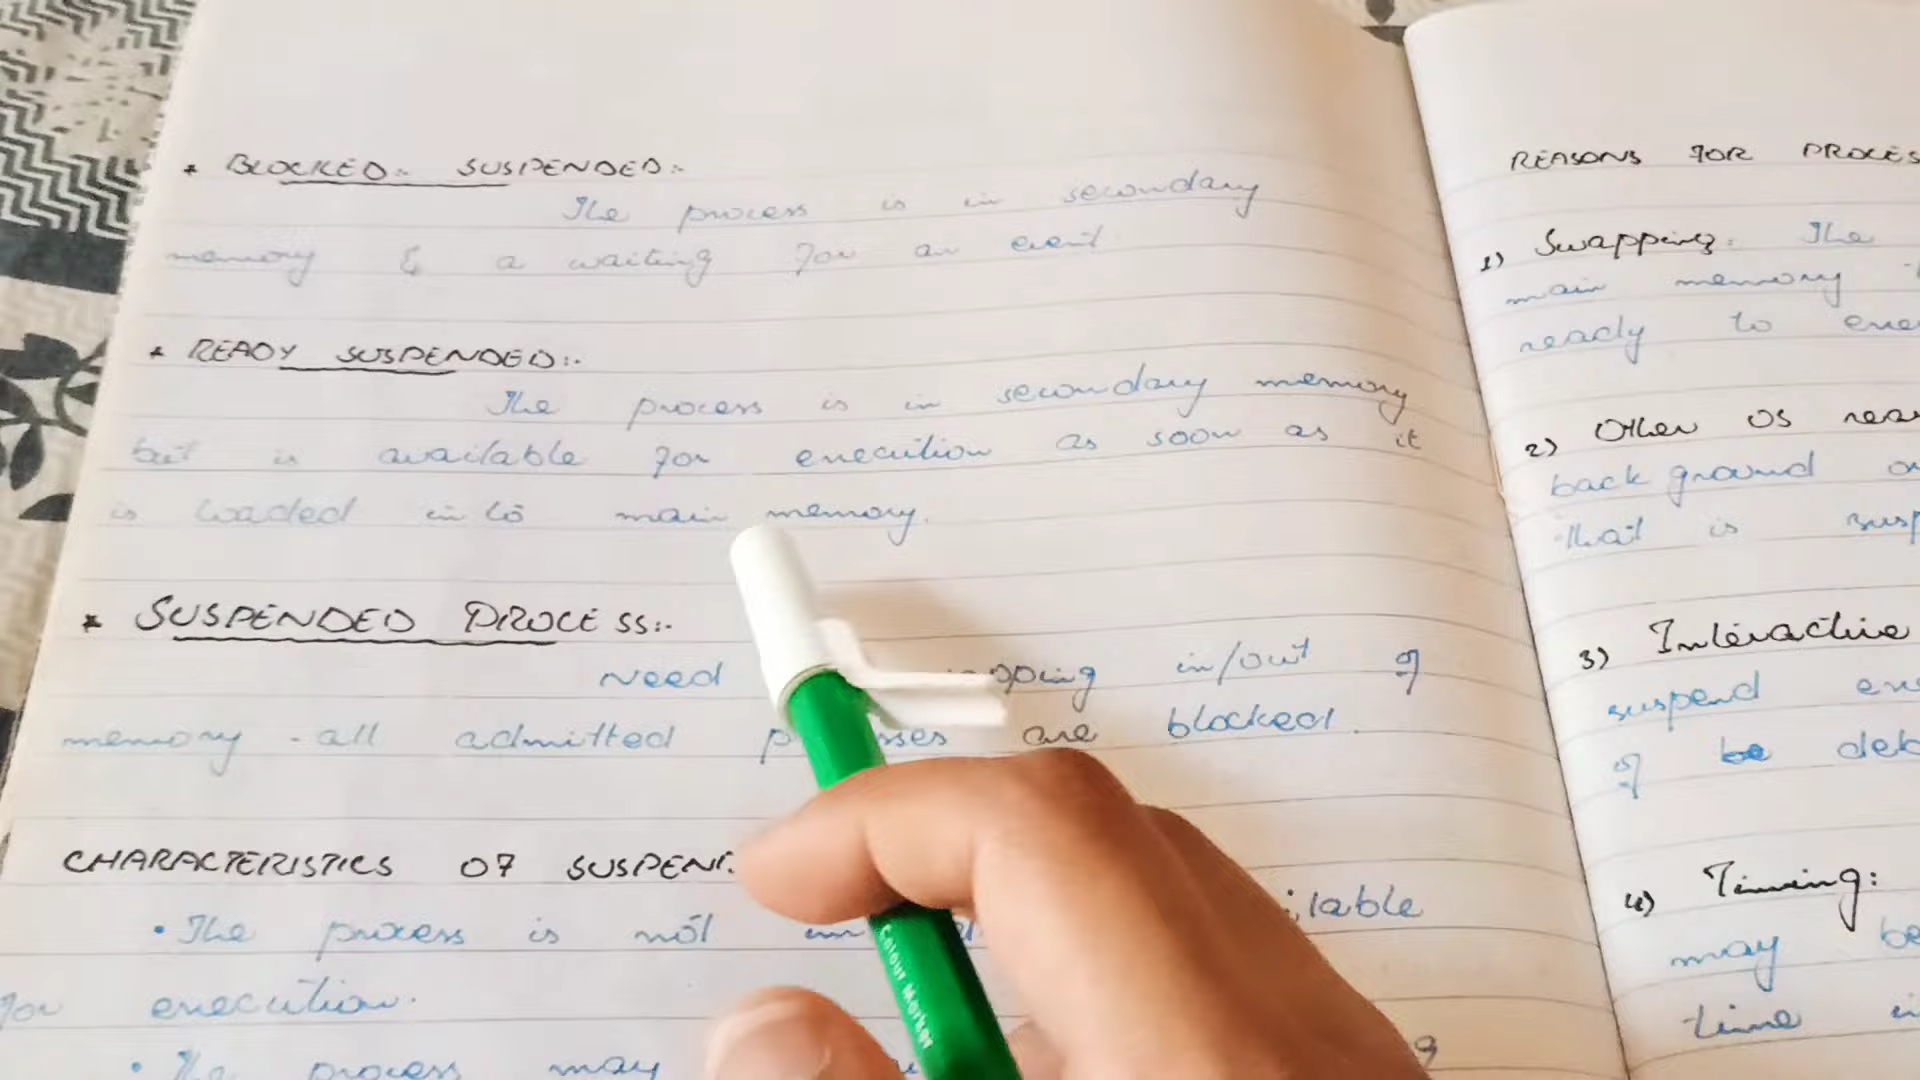 * BLOCKED:- SUSPENDED:-
The process is in secondary
memory & a waiting for an event
* READY SUSPENDED:-
The process is in secondary memory
but is available for execution as soon as it
is loaded in to main memory.
* SUSPENDED PROCESS:-
Need in/out of
memory - all admitted are blocked.
CHARACTERISTICS OF
• The process is not
for execution.
• The process may
REASONS FOR
1) Swapping: The
main memory
ready to
2) Other OS
back ground
that is
3) Interactive
suspend
of be
4) Timing:
may be
time
Colour Marker